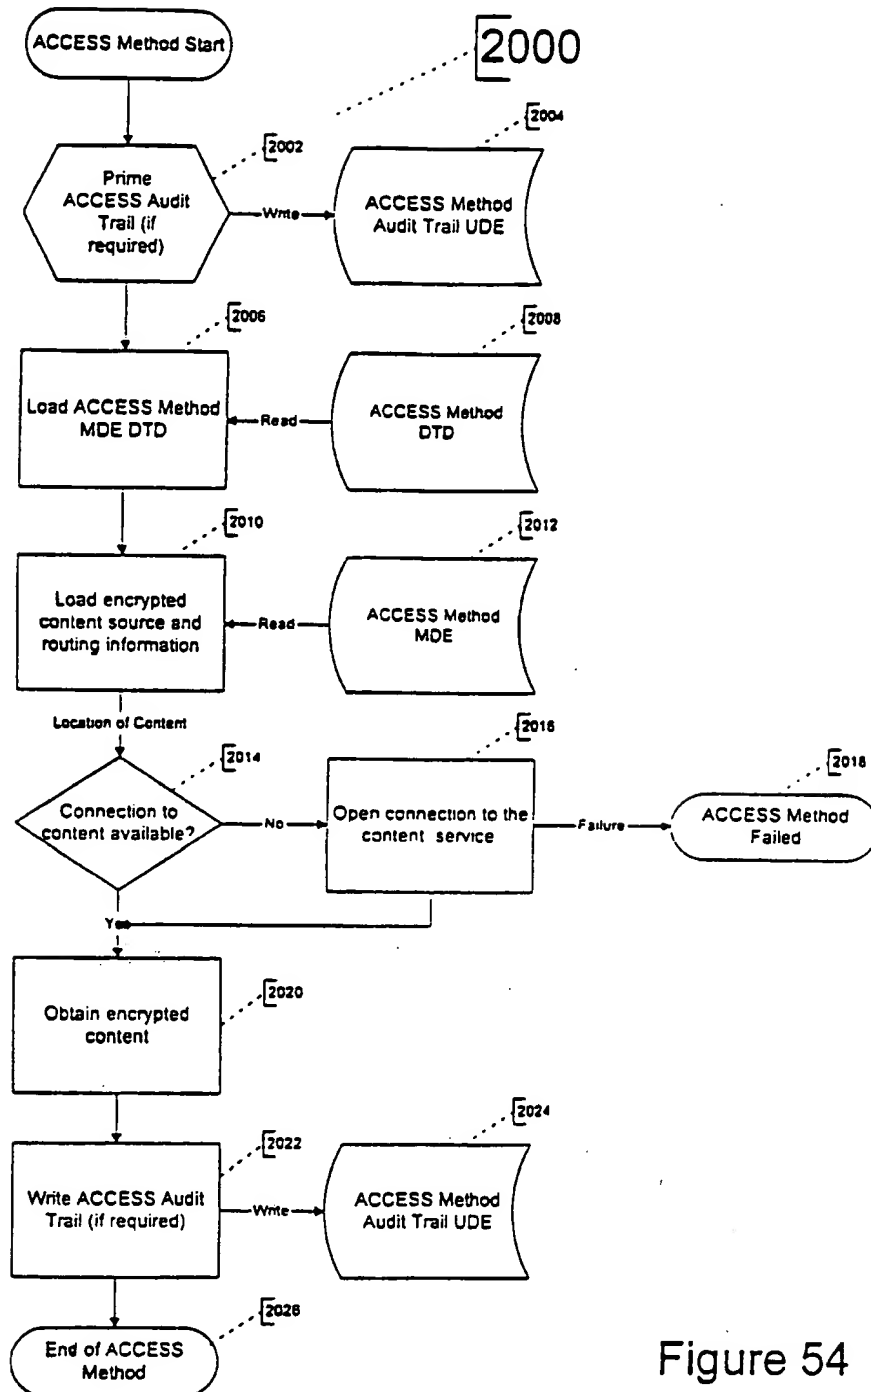 ACCESS Method Start
2000
2002
Prime
ACCESS Audit
Trail (if
required)
Write
2004
ACCESS Method
Audit Trail UDE
2006
Load ACCESS Method
MDE DTD
Read
2008
ACCESS Method
DTD
2010
Load encrypted
content source and
routing information
Read
2012
ACCESS Method
MDE
Location of Content
2014
Connection to
content available?
No
2016
Open connection to the
content service
Failure
2018
ACCESS Method
Failed
Y
2020
Obtain encrypted
content
2022
Write ACCESS Audit
Trail (if required)
Write
2024
ACCESS Method
Audit Trail UDE
2026
End of ACCESS
Method
Figure 54